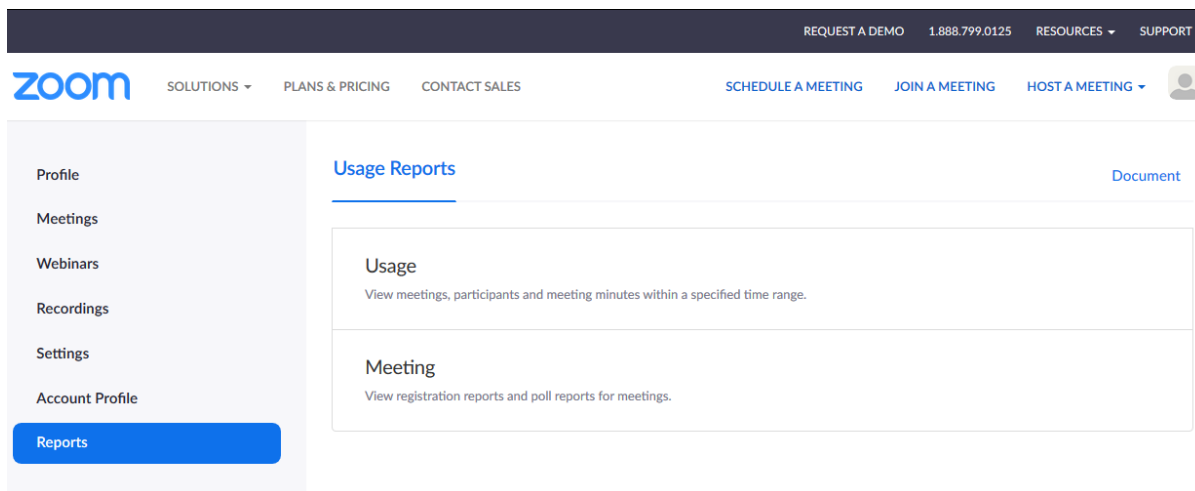 REQUEST A DEMO 1.888.799.0125 RESOURCES SUPPORT
zoom SOLUTIONS PLANS & PRICING CONTACT SALES SCHEDULE A MEETING JOIN A MEETING HOST A MEETING
Profile
Meetings
Webinars
Recordings
Settings
Account Profile
Reports
Usage Reports
Document
Usage
View meetings, participants and meeting minutes within a specified time range.
Meeting
View registration reports and poll reports for meetings.